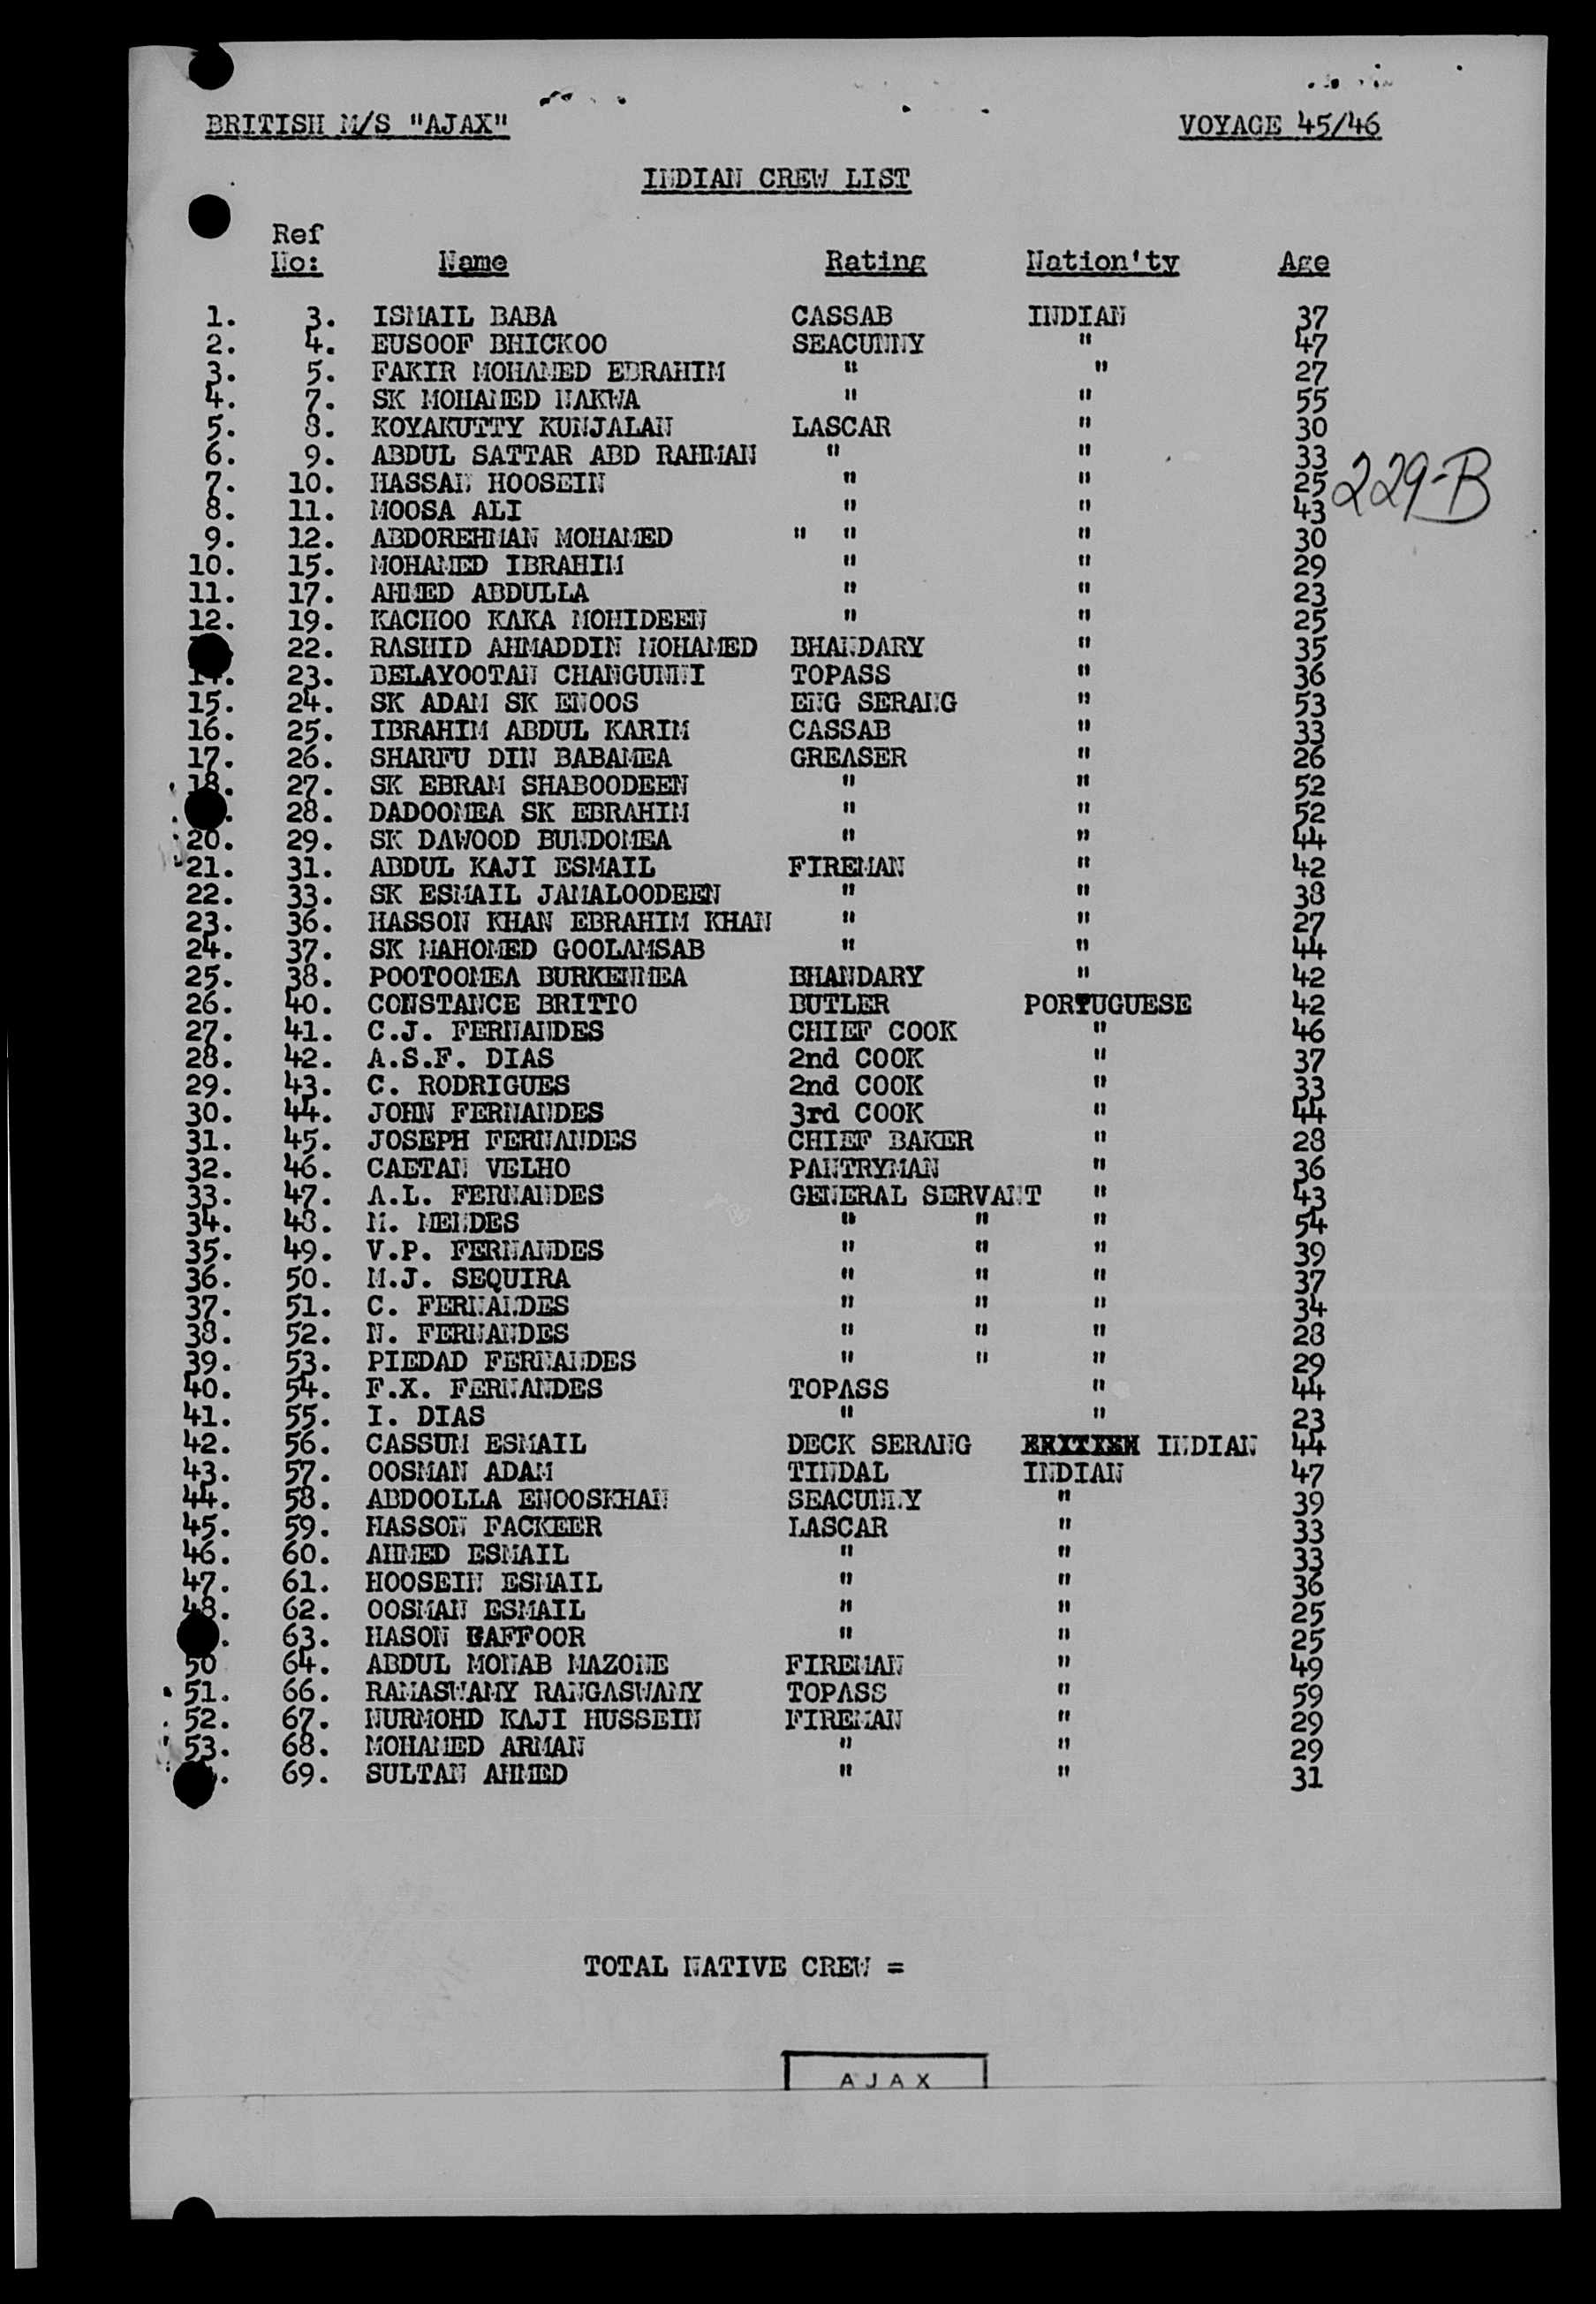 BRITISH M/S "AJAX" VOYAGE 45/46
INDIAN CREW LIST
Ref
No: Name Rating Nation'ty Age
1. 3. ISMAIL BABA CASSAB INDIAN 37
2. 4. EUSOOF BHICKOO SEACUNNY " 47
3. 5. FAKIR MOHAMED EBRAHIM " " 27
4. 7. SK MOHAMED NAKWA " " 55
5. 8. KOYAKUTTY KUNJALAN LASCAR " 30
6. 9. ABDUL SATTAR ABD RAHMAN " " 33
7. 10. HASSAN HOOSEIN " " 25 229-B
8. 11. MOOSA ALI " " 43
9. 12. ABDOREHMAN MOHAMED " " " 30
10. 15. MOHAMED IBRAHIM " " 29
11. 17. AHMED ABDULLA " " 23
12. 19. KACHOO KAKA MOHIDEEN " " 25
22. RASHID AHMADDIN MOHAMED BHANDARY " 35
14. 23. BELAYOOTAN CHANGUNNI TOPASS " 36
15. 24. SK ADAM SK ENOOS ENG SERANG " 53
16. 25. IBRAHIM ABDUL KARIM CASSAB " 33
17. 26. SHARFU DIN BABAMEA GREASER " 26
18. 27. SK EBRAM SHABOODEEN " " 52
28. DADOOMEA SK EBRAHIM " " 52
20. 29. SK DAWOOD BUNDOMEA " " 44
21. 31. ABDUL KAJI ESMAIL FIREMAN " 42
22. 33. SK ESMAIL JAMALOODEEN " " 38
23. 36. HASSON KHAN EBRAHIM KHAN " " 27
24. 37. SK MAHOMED GOOLAMSAB " " 44
25. 38. POOTOOMEA BURKENMEA BHANDARY " 42
26. 40. CONSTANCE BRITTO BUTLER PORTUGUESE 42
27. 41. C.J. FERNANDES CHIEF COOK " 46
28. 42. A.S.F. DIAS 2nd COOK " 37
29. 43. C. RODRIGUES 2nd COOK " 33
30. 44. JOHN FERNANDES 3rd COOK " 44
31. 45. JOSEPH FERNANDES CHIEF BAKER " 28
32. 46. CAETAN VELHO PANTRYMAN " 36
33. 47. A.L. FERNANDES GENERAL SERVANT " 43
34. 48. M. MENDES " " " 54
35. 49. V.P. FERNANDES " " " 39
36. 50. M.J. SEQUIRA " " " 37
37. 51. C. FERNANDES " " " 34
38. 52. N. FERNANDES " " " 28
39. 53. PIEDAD FERNANDES " " " 29
40. 54. F.X. FERNANDES TOPASS " 44
41. 55. I. DIAS " " 23
42. 56. CASSUM ESMAIL DECK SERANG BRITISH INDIAN 44
43. 57. OOSMAN ADAM TINDAL INDIAN 47
44. 58. ABDOOLLA ENOOSKHAN SEACUNNY " 39
45. 59. HASSON FACKEER LASCAR " 33
46. 60. AHMED ESMAIL " " 33
47. 61. HOOSEIN ESMAIL " " 36
48. 62. OOSMAN ESMAIL " " 25
63. HASON GAFFOOR " " 25
50 64. ABDUL MONAB MAZONE FIREMAN " 49
51. 66. RAMASWAMY RANGASWAMY TOPASS " 59
52. 67. NURMOHD KAJI HUSSEIN FIREMAN " 29
53. 68. MOHAMED ARMAN " " 29
69. SULTAN AHMED " " 31
TOTAL NATIVE CREW =
AJAX